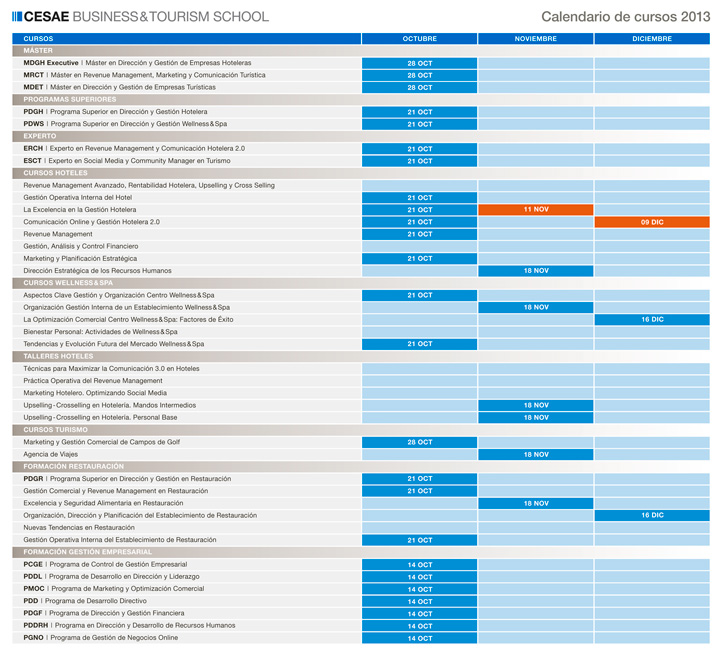 CESAE BUSINESS & TOURISM SCHOOL Calendario de cursos 2013
CURSOS OCTUBRE NOVIEMBRE DICIEMBRE
MÁSTER
MDGH Executive | Máster en Dirección y Gestión de Empresas Hoteleras 28 OCT
MRCT | Máster en Revenue Management, Marketing y Comunicación Turística 28 OCT
MDET | Máster en Dirección y Gestión de Empresas Turísticas 28 OCT
PROGRAMAS SUPERIORES
PDGH | Programa Superior en Dirección y Gestión Hotelera 21 OCT
PDWS | Programa Superior en Dirección y Gestión Wellness & Spa 21 OCT
EXPERTO
ERCH | Experto en Revenue Management y Comunicación Hotelera 2.0 21 OCT
ESCT | Experto en Social Media y Community Manager en Turismo 21 OCT
CURSOS HOTELES
Revenue Management Avanzado, Rentabilidad Hotelera, Upselling y Cross Selling
Gestión Operativa Interna del Hotel 21 OCT
La Excelencia en la Gestión Hotelera 21 OCT 11 NOV
Comunicación Online y Gestión Hotelera 2.0 21 OCT 09 DIC
Revenue Management 21 OCT
Gestión, Análisis y Control Financiero
Marketing y Planificación Estratégica 21 OCT
Dirección Estratégica de los Recursos Humanos 18 NOV
CURSOS WELLNESS & SPA
Aspectos Clave Gestión y Organización Centro Wellness & Spa 21 OCT
Organización Gestión Interna de un Establecimiento Wellness & Spa 18 NOV
La Optimización Comercial Centro Wellness & Spa: Factores de Éxito 16 DIC
Bienestar Personal: Actividades de Wellness & Spa
Tendencias y Evolución Futura del Mercado Wellness & Spa 21 OCT
TALLERES HOTELES
Técnicas para Maximizar la Comunicación 3.0 en Hoteles
Práctica Operativa del Revenue Management
Marketing Hotelero. Optimizando Social Media
Upselling - Crosselling en Hotelería. Mandos Intermedios 18 NOV
Upselling - Crosselling en Hotelería. Personal Base 18 NOV
CURSOS TURISMO
Marketing y Gestión Comercial de Campos de Golf 28 OCT
Agencia de Viajes 18 NOV
FORMACIÓN RESTAURACIÓN
PDGR | Programa Superior en Dirección y Gestión en Restauración 21 OCT
Gestión Comercial y Revenue Management en Restauración 21 OCT
Excelencia y Seguridad Alimentaria en Restauración 18 NOV
Organización, Dirección y Planificación del Establecimiento de Restauración 16 DIC
Nuevas Tendencias en Restauración
Gestión Operativa Interna del Establecimiento de Restauración 21 OCT
FORMACIÓN GESTIÓN EMPRESARIAL
PCGE | Programa de Control de Gestión Empresarial 14 OCT
PDDL | Programa de Desarrollo en Dirección y Liderazgo 14 OCT
PMOC | Programa de Marketing y Optimización Comercial 14 OCT
PDD | Programa de Desarrollo Directivo 14 OCT
PDGF | Programa de Dirección y Gestión Financiera 14 OCT
PDDRH | Programa en Dirección y Desarrollo de Recursos Humanos 14 OCT
PGNO | Programa de Gestión de Negocios Online 14 OCT